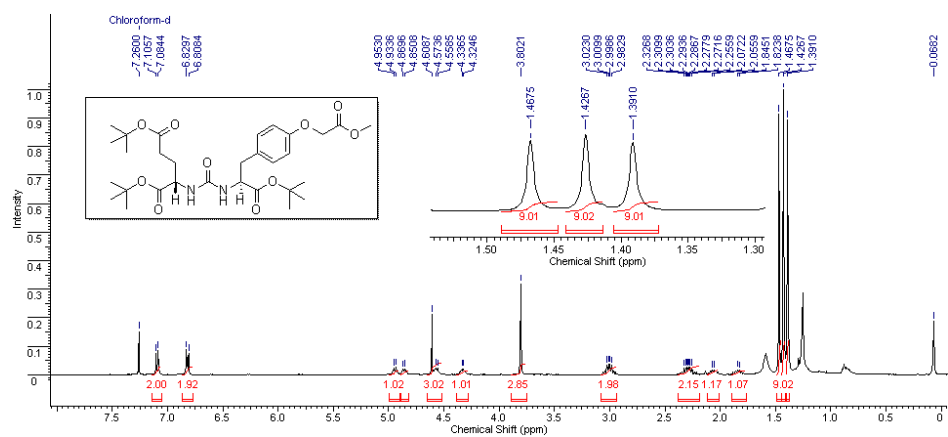 Chloroform-d
7.2600
7.1057
7.0844
6.8297
6.8084
4.9530
4.9336
4.8696
4.8508
4.6087
4.5736
4.5585
4.3365
4.3246
3.8021
3.0230
3.0099
2.9986
2.9829
2.3268
2.3099
2.3036
2.2936
2.2867
2.2779
2.2716
2.2559
2.0722
2.0559
1.8451
1.8238
1.4675
1.4267
1.3910
-0.0682
1.0
0.9
0.8
0.7
0.6
0.5
0.4
0.3
0.2
0.1
0
Intensity
O
O
O
O
O
O
O
N
H
N
H
O
O
O
1.4675
1.4267
1.3910
9.01 9.02 9.01
1.50 1.45 1.40 1.35 1.30
Chemical Shift (ppm)
2.00 1.92 1.02 3.02 1.01 2.85 1.98 2.15 1.17 1.07 9.02
7.5 7.0 6.5 6.0 5.5 5.0 4.5 4.0 3.5 3.0 2.5 2.0 1.5 1.0 0.5 0
Chemical Shift (ppm)